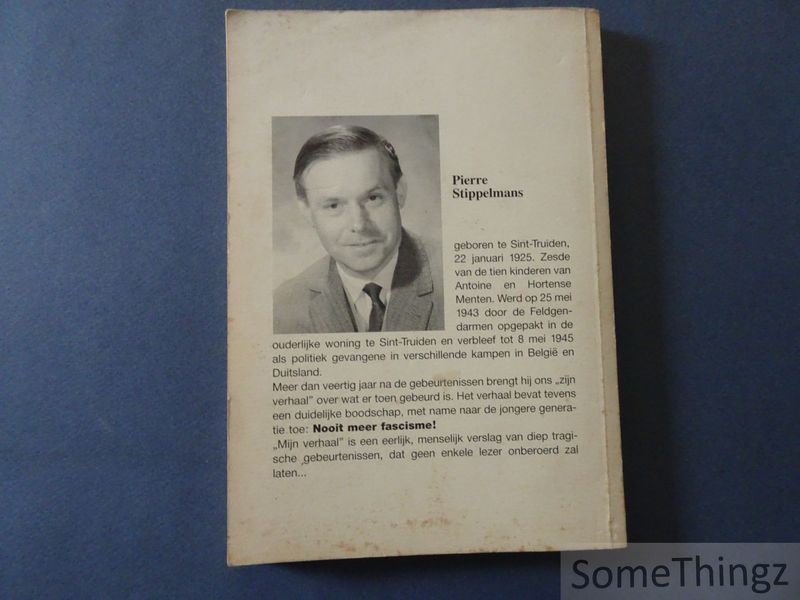 Pierre
Stippelmans
geboren te Sint-Truiden,
22 januari 1925. Zesde
van de tien kinderen van
Antoine en Hortense
Menten. Werd op 25 mei
1943 door de Feldgen-
darmen opgepakt in de
ouderlijke woning te Sint-Truiden en verbleef tot 8 mei 1945
als politiek gevangene in verschillende kampen in België en
Duitsland.
Meer dan veertig jaar na de gebeurtenissen brengt hij ons „zijn
verhaal” over wat er toen gebeurd is. Het verhaal bevat tevens
een duidelijke boodschap, met name naar de jongere genera-
tie toe: Nooit meer fascisme!
„Mijn verhaal” is een eerlijk, menselijk verslag van diep tragi-
sche gebeurtenissen, dat geen enkele lezer onberoerd zal
laten...
SomeThingz